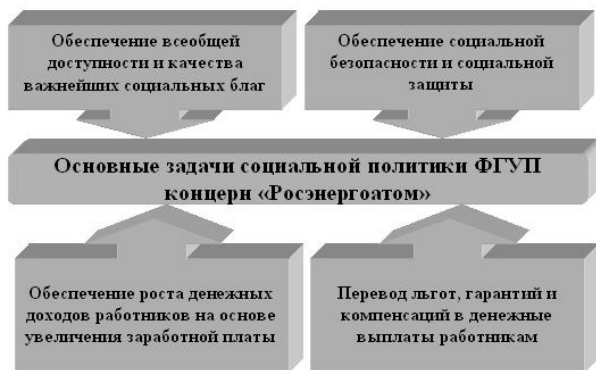 Обеспечение всеобщей
доступности и качества
важнейших социальных благ
Обеспечение социальной
безопасности и социальной
защиты
Основные задачи социальной политики ФГУП
концерн «Росэнергоатом»
Обеспечение роста денежных
доходов работников на основе
увеличения заработной платы
Перевод льгот, гарантий и
компенсаций в денежные
выплаты работникам